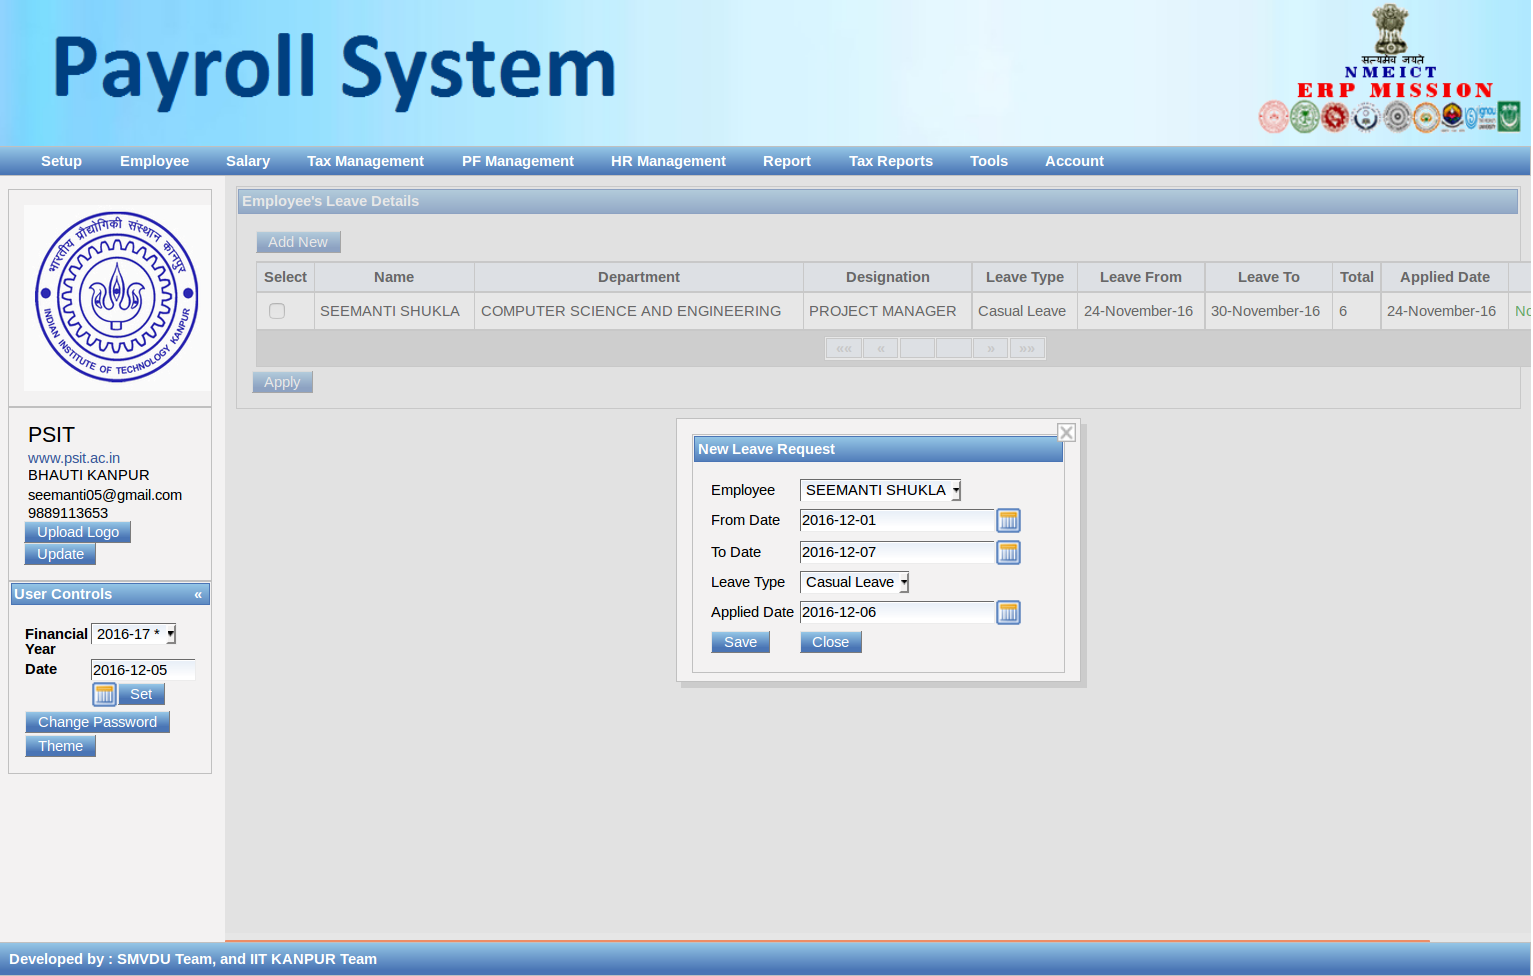 Payroll System
सत्यमेव जयते
NMEICT
ERP MISSION
Setup Employee Salary Tax Management PF Management HR Management Report Tax Reports Tools Account
भारतीय प्रौद्योगिकी संस्थान कानपुर
INDIAN INSTITUTE OF TECHNOLOGY KANPUR
PSIT
www.psit.ac.in
BHAUTI KANPUR
seemanti05@gmail.com
9889113653
Upload Logo
Update
User Controls «
Financial Year 2016-17 *
Date 2016-12-05
Set
Change Password
Theme
Employee's Leave Details
Add New
Select Name Department Designation Leave Type Leave From Leave To Total Applied Date
SEEMANTI SHUKLA COMPUTER SCIENCE AND ENGINEERING PROJECT MANAGER Casual Leave 24-November-16 30-November-16 6 24-November-16 No
«« « » »»
Apply
New Leave Request
Employee SEEMANTI SHUKLA
From Date 2016-12-01
To Date 2016-12-07
Leave Type Casual Leave
Applied Date 2016-12-06
Save Close
Developed by : SMVDU Team, and IIT KANPUR Team